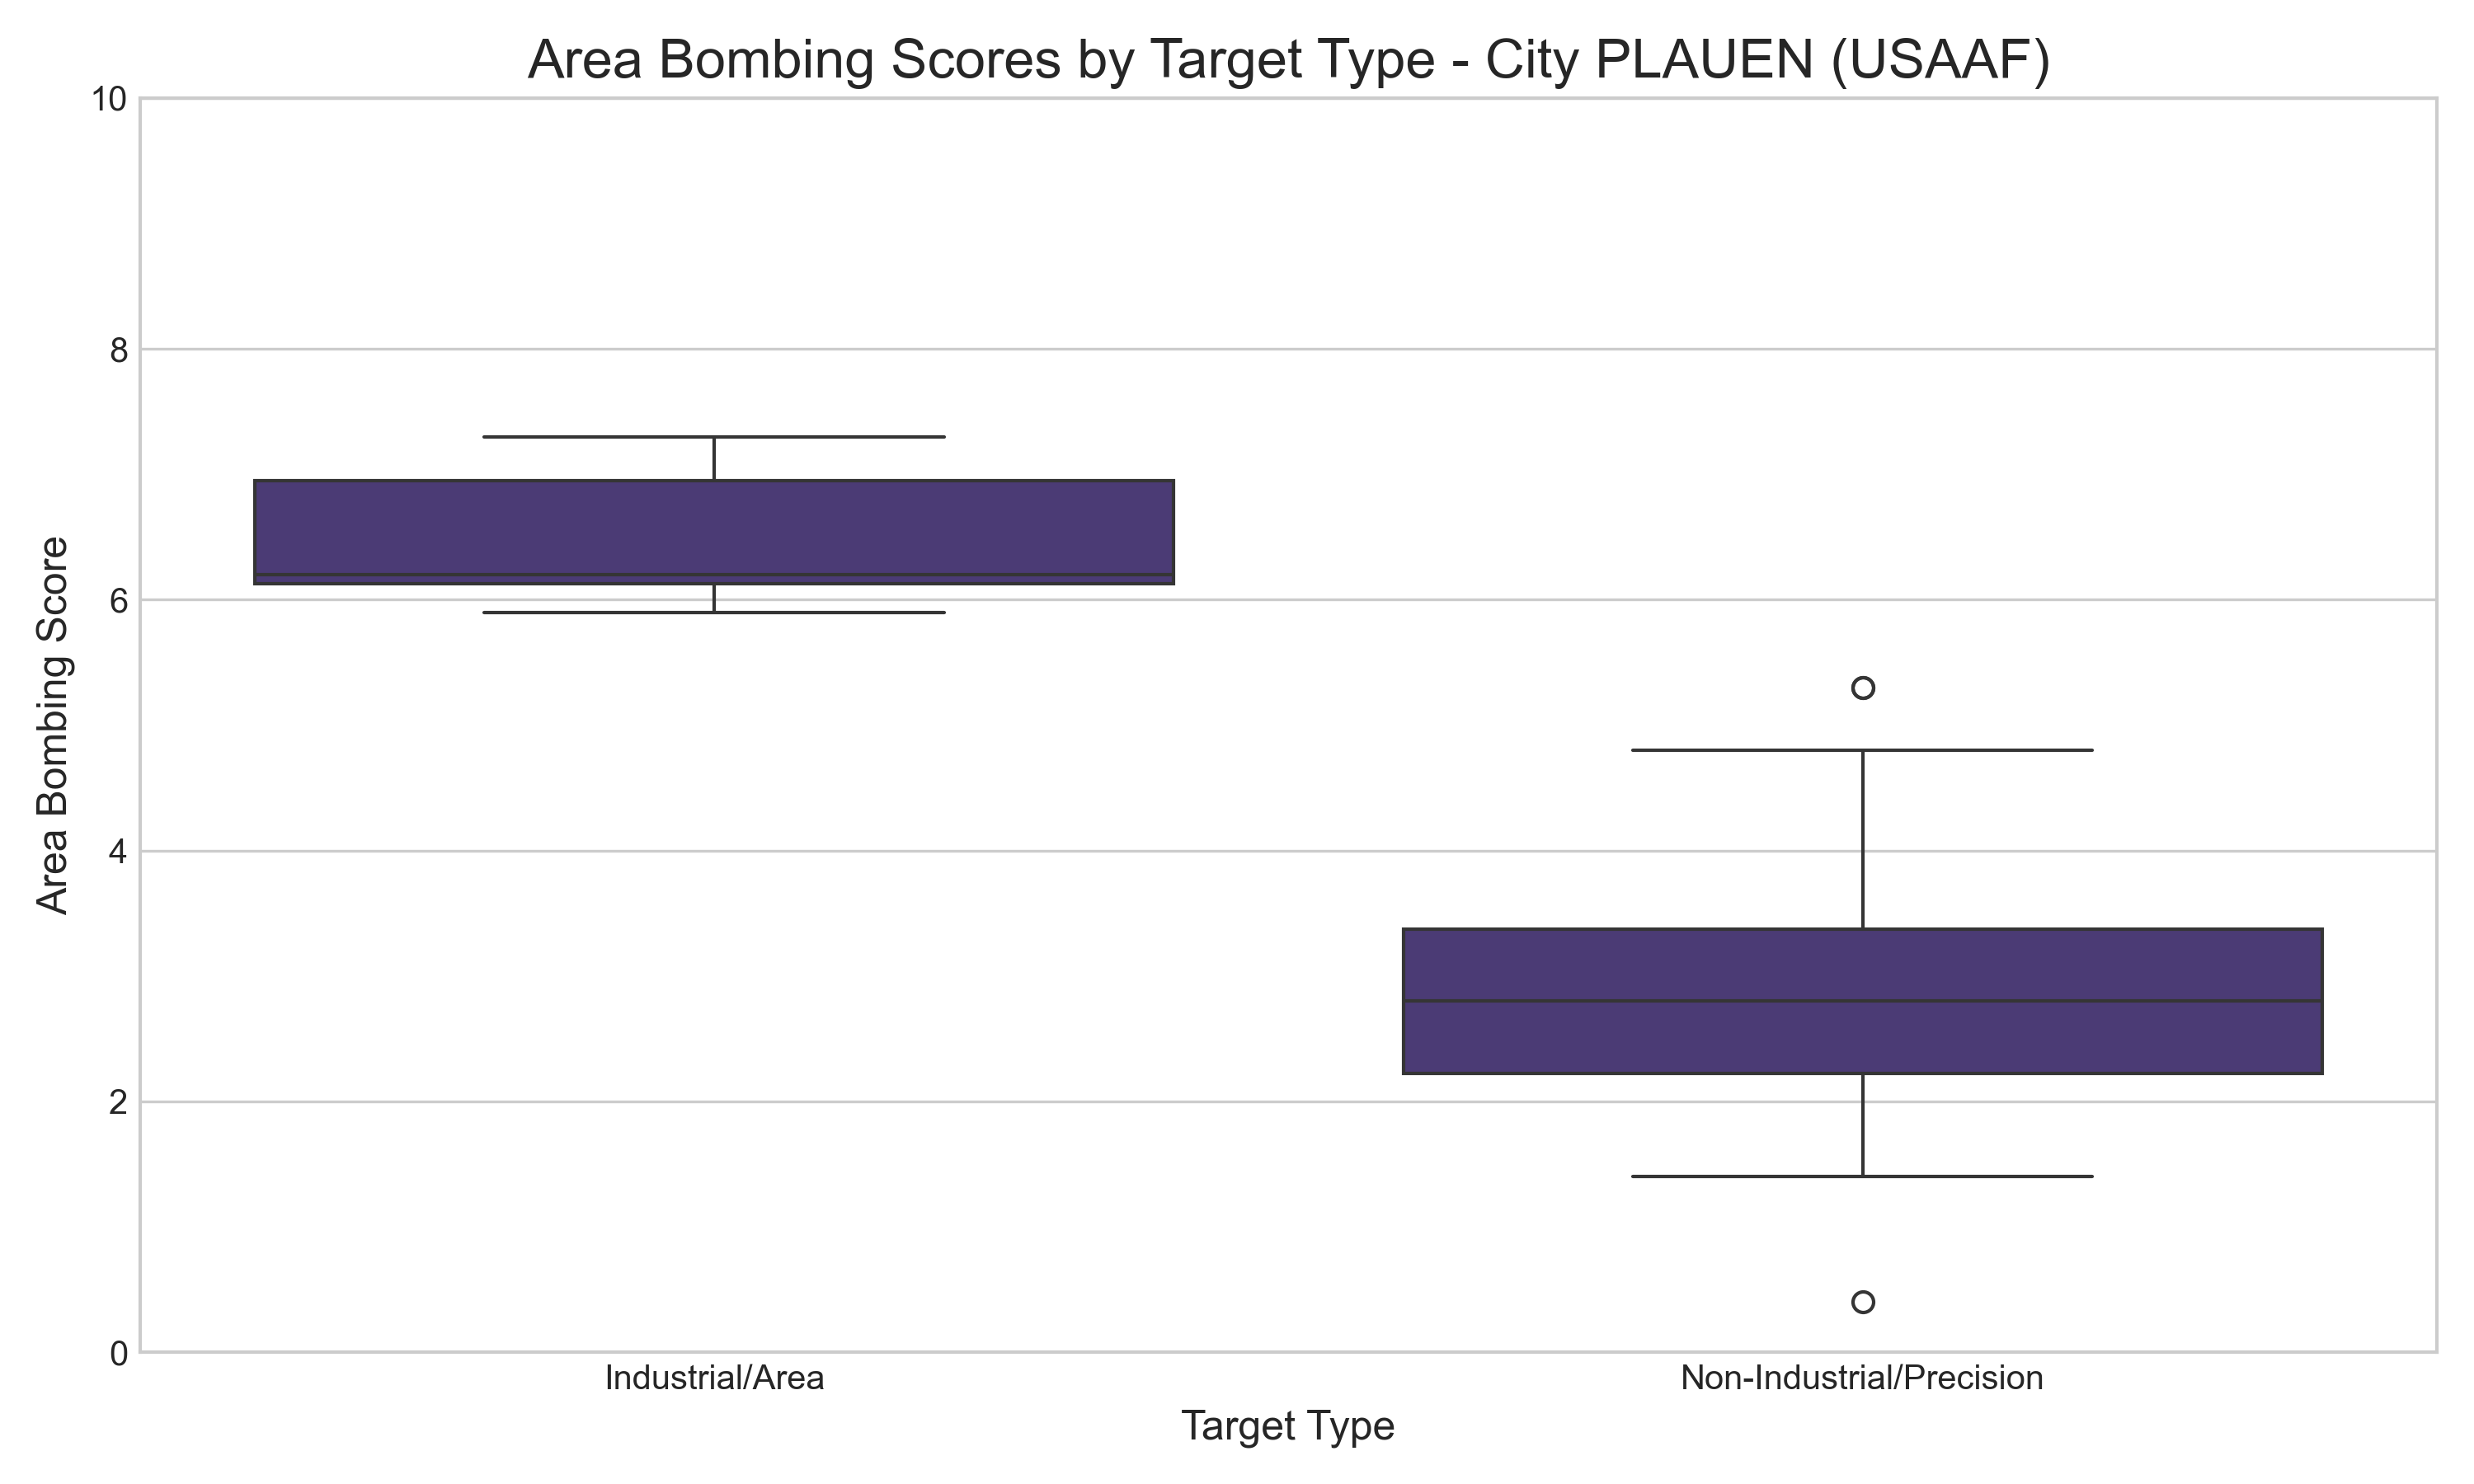 Area Bombing Scores by Target Type - City PLAUEN (USAAF)
10
8
6
4
2
0
Area Bombing Score
Industrial/Area
Non-Industrial/Precision
Target Type